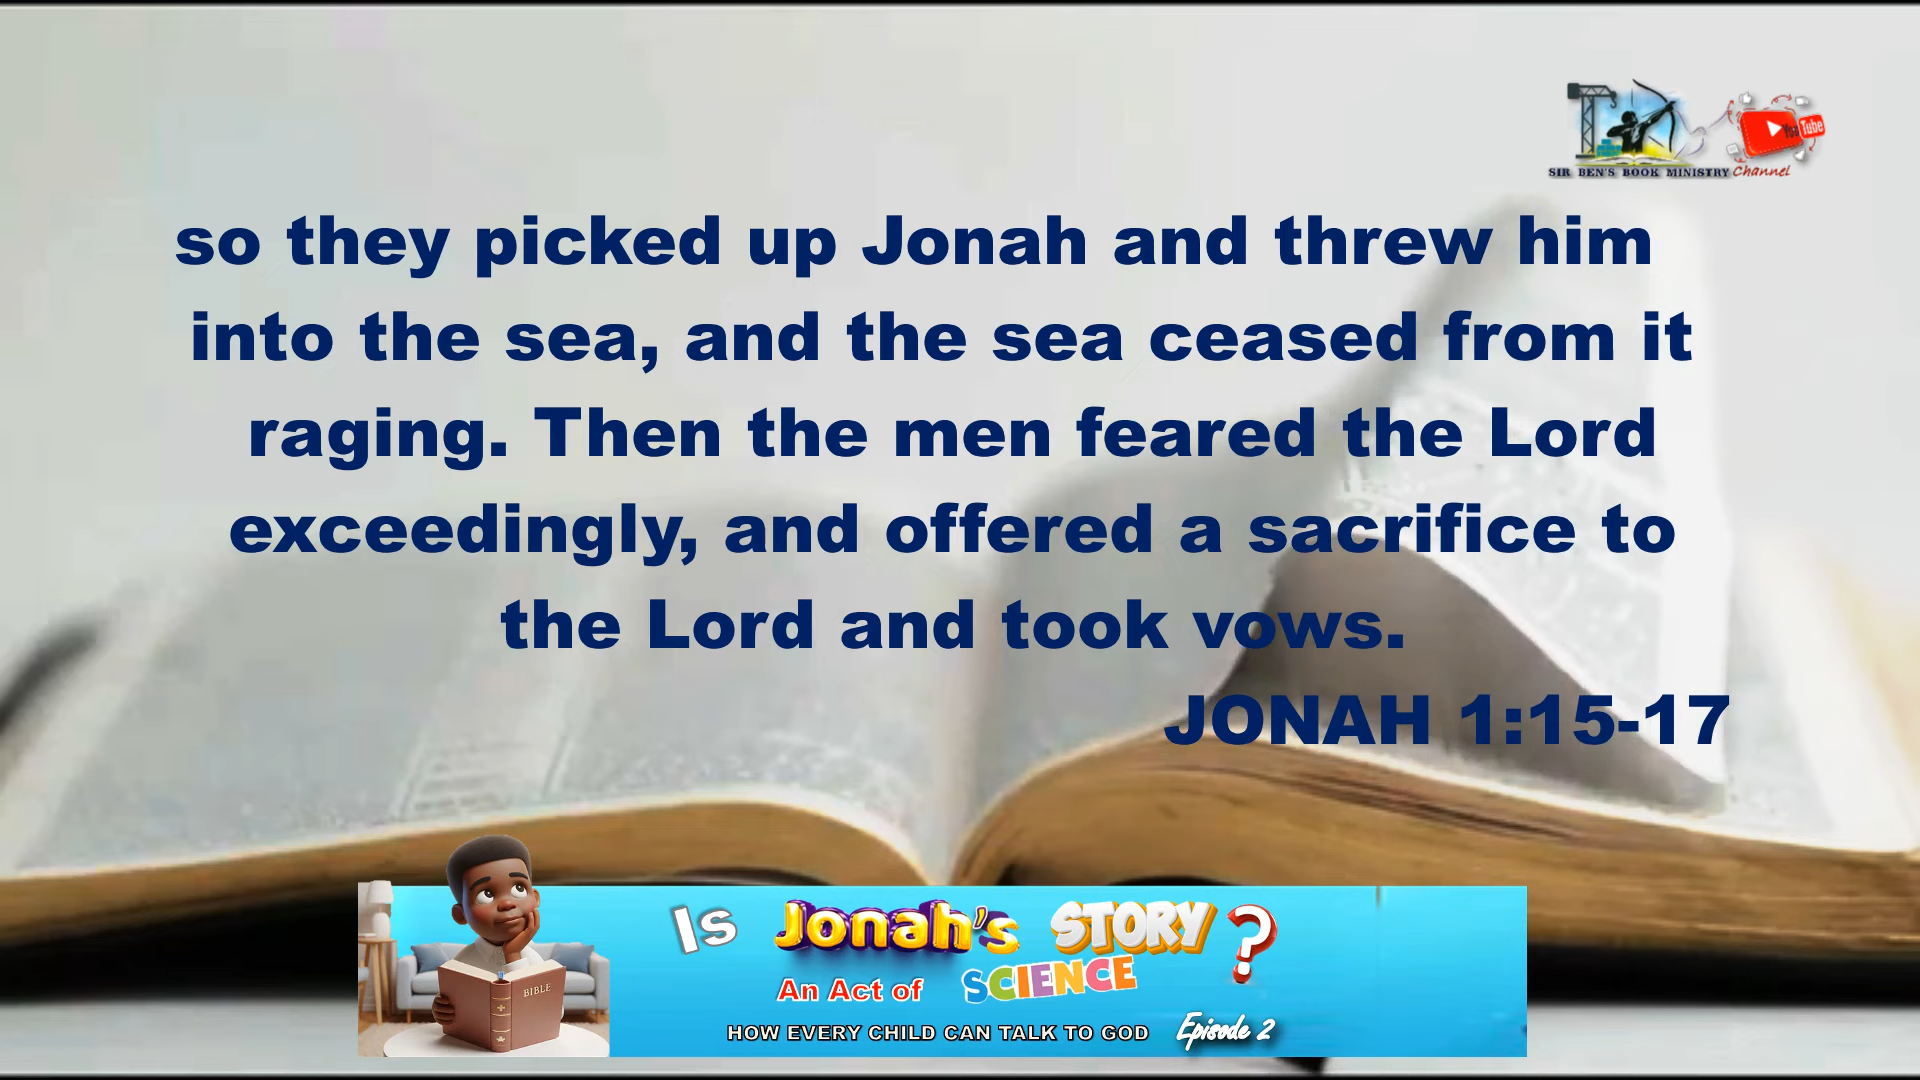 SIR BEN'S BOOK MINISTRY Channel
YouTube
so they picked up Jonah and threw him
into the sea, and the sea ceased from it
raging. Then the men feared the Lord
exceedingly, and offered a sacrifice to
the Lord and took vows.
JONAH 1:15-17
BIBLE
Is Jonah's STORY ?
An Act of SCIENCE
HOW EVERY CHILD CAN TALK TO GOD Episode 2